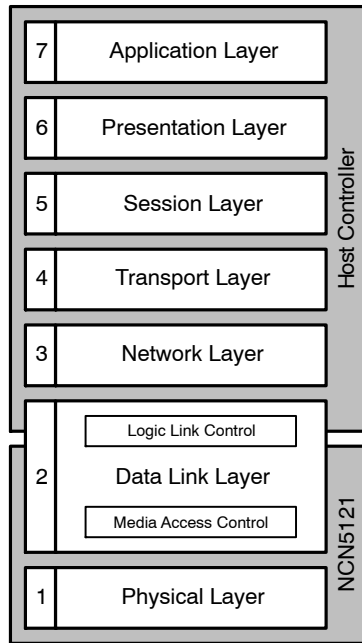 7 Application Layer
6 Presentation Layer
5 Session Layer
4 Transport Layer
3 Network Layer
Host Controller
Logic Link Control
2 Data Link Layer
Media Access Control
1 Physical Layer
NCN5121